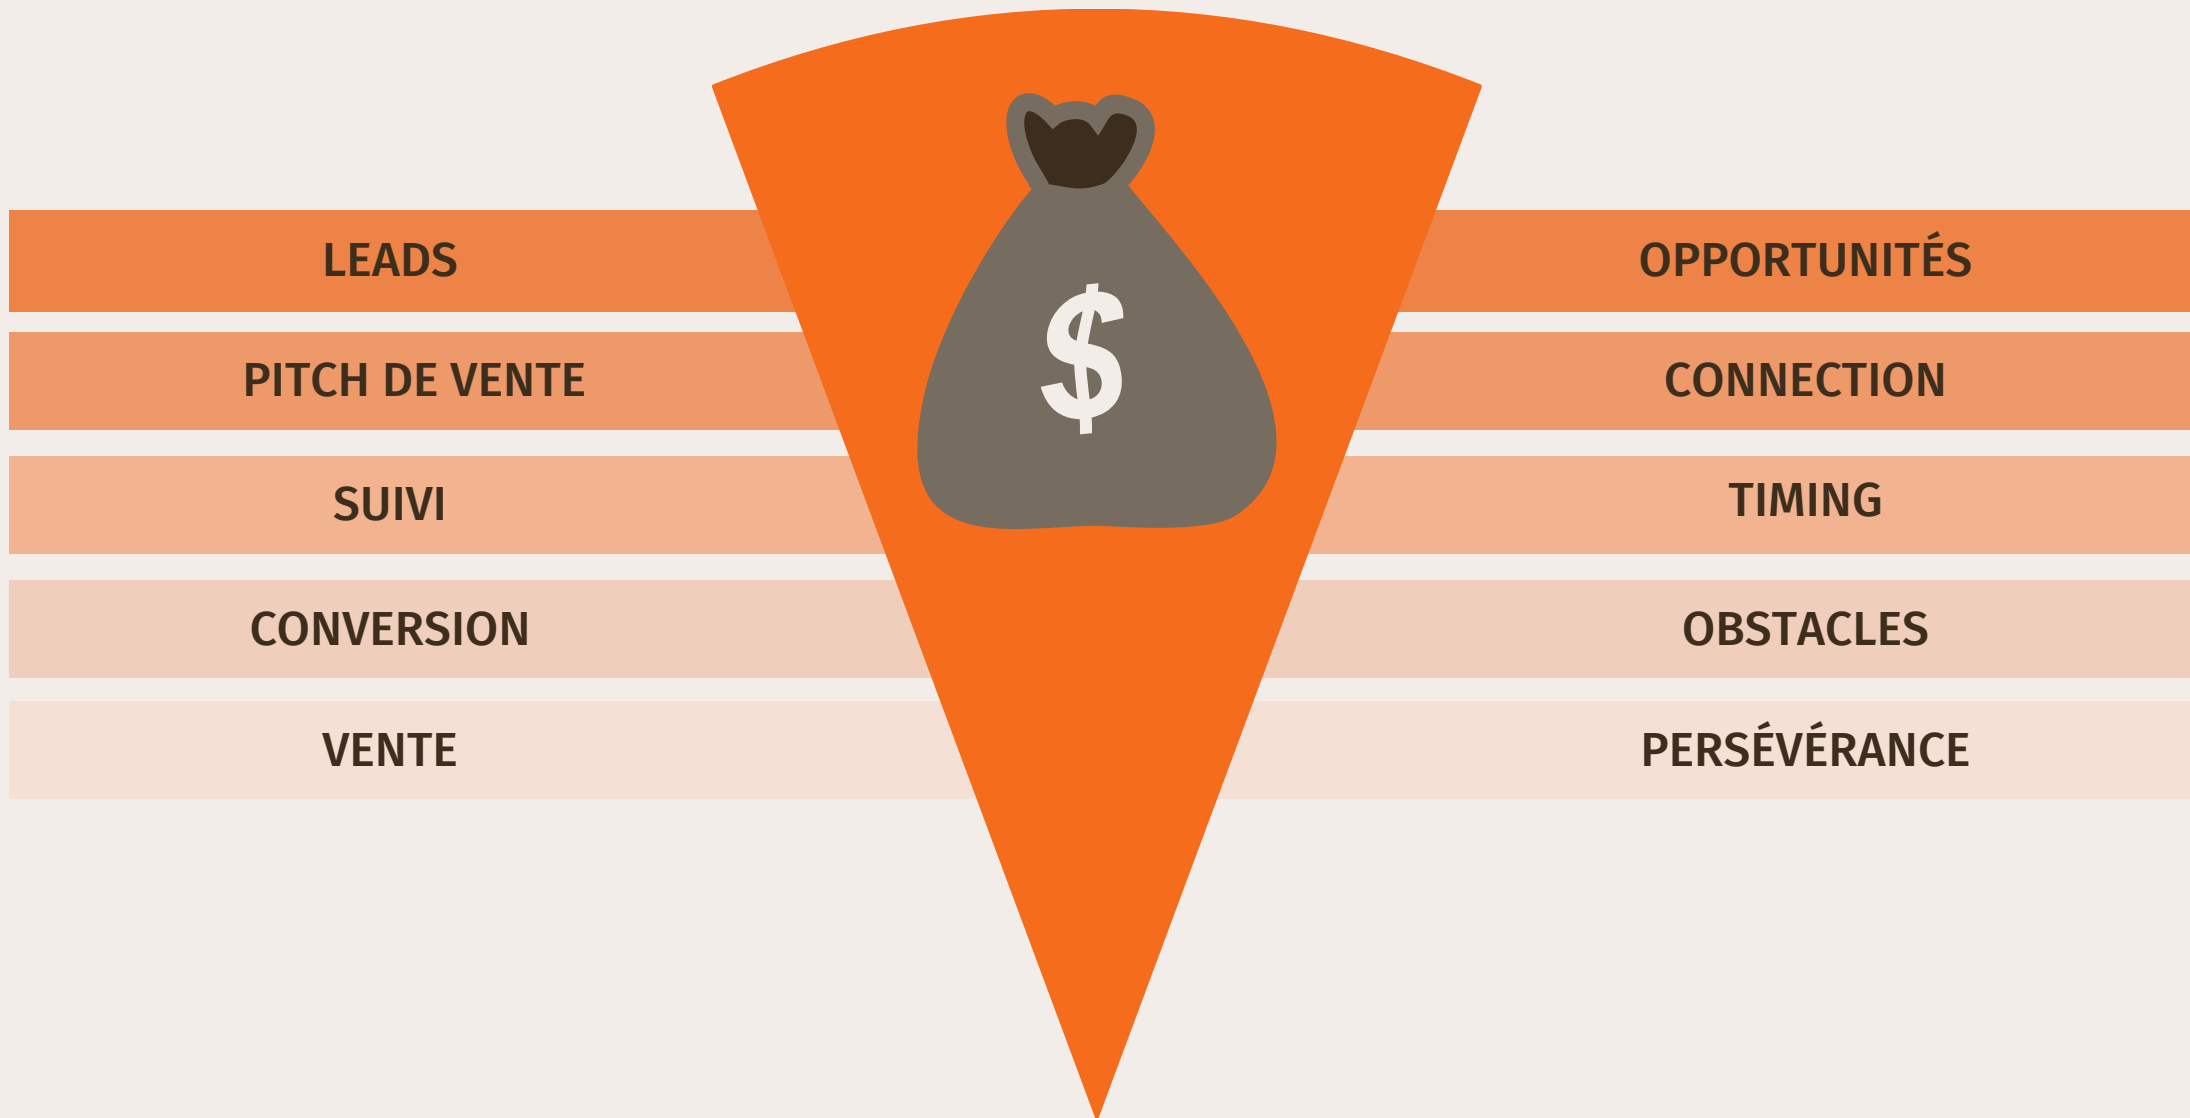 LEADS
OPPORTUNITÉS
$
PITCH DE VENTE
CONNECTION
SUIVI
TIMING
CONVERSION
OBSTACLES
VENTE
PERSÉVÉRANCE